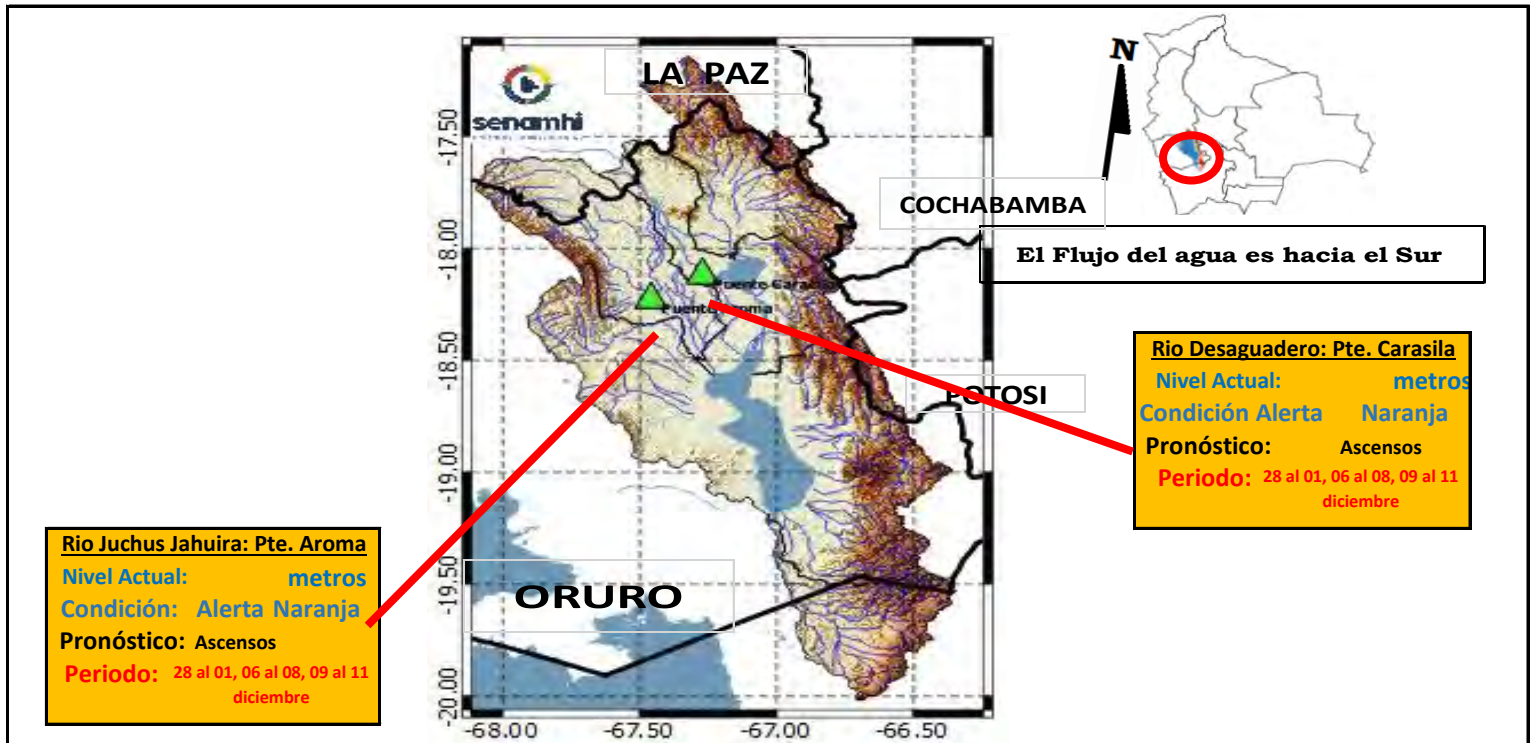 LA PAZ
senamhi
N
COCHABAMBA
El Flujo del agua es hacia el Sur
POTOSI
ORURO
Rio Desaguadero: Pte. Carasila
Nivel Actual: metros
Condición Alerta Naranja
Pronóstico: Ascensos
Periodo: 28 al 01, 06 al 08, 09 al 11
diciembre
Rio Juchus Jahuira: Pte. Aroma
Nivel Actual: metros
Condición: Alerta Naranja
Pronóstico: Ascensos
Periodo: 28 al 01, 06 al 08, 09 al 11
diciembre
-17.50
-18.00
-18.50
-19.00
-19.50
-20.00
-68.00 -67.50 -67.00 -66.50
Puente